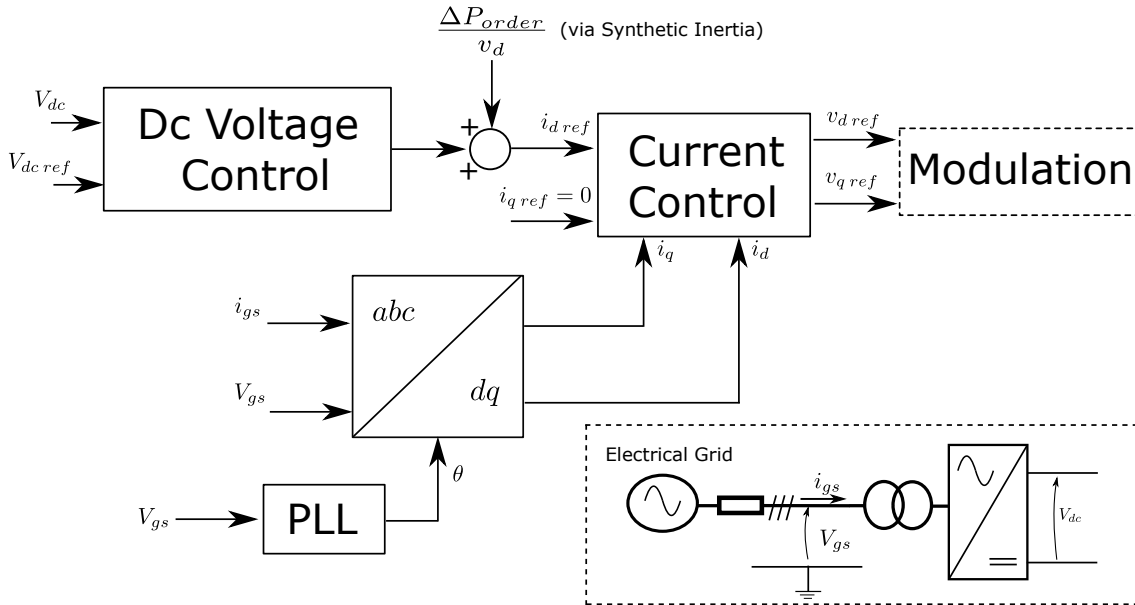 ΔP_order
v_d
(via Synthetic Inertia)
V_dc
V_dc ref
Dc Voltage
Control
+
+
i_d ref
i_q ref = 0
Current
Control
v_d ref
v_q ref
Modulation
i_q
i_d
i_gs
V_gs
abc
dq
θ
V_gs
PLL
Electrical Grid
i_gs
V_gs
V_dc